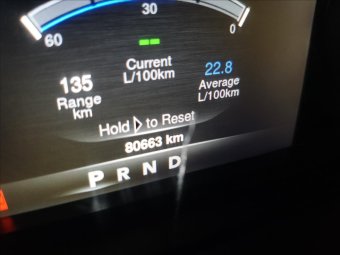 60 30 0
Current
L/100km
135
Range
km
22.8
Average
L/100km
Hold ▷ to Reset
80663 km
P R N D